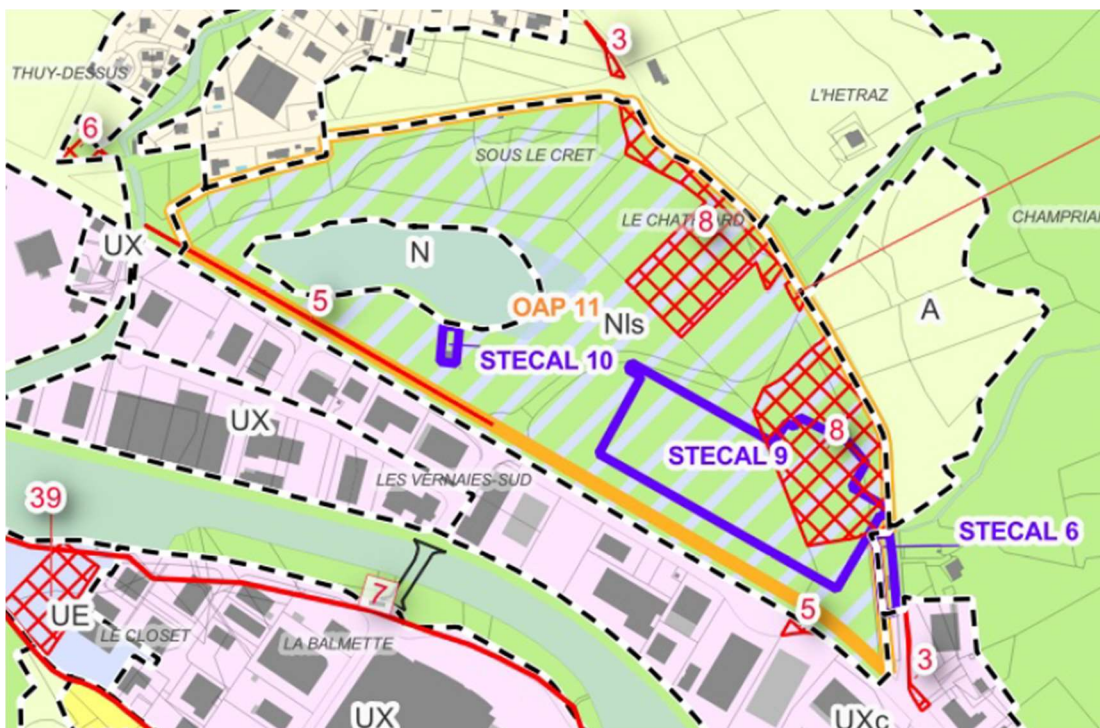 3
THUY-DESSUS
L'HETRAZ
6
SOUS LE CRET
LE CHATELARD
8
CHAMPRIAN
UX
N
5
OAP 11
Nls
A
STECAL 10
UX
8
STECAL 9
LES VERNAIES-SUD
39
STECAL 6
7
UE
LE CLOSET
LA BALMETTE
5
3
UX
UXc